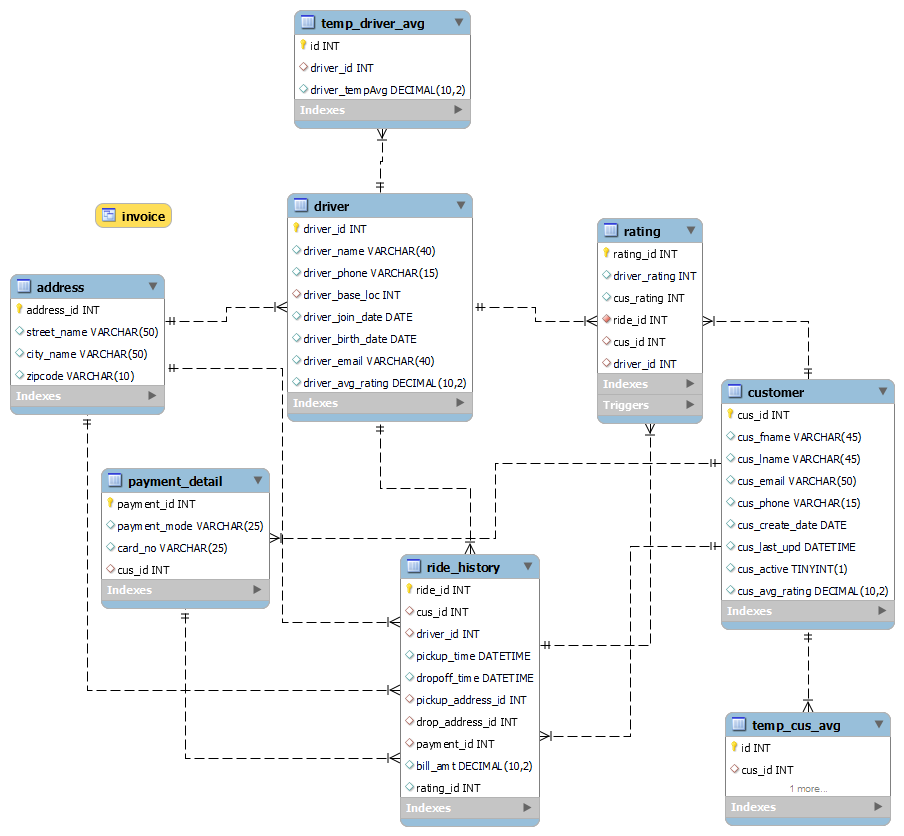 temp_driver_avg
id INT
driver_id INT
driver_tempAvg DECIMAL(10,2)
Indexes
invoice
driver
driver_id INT
driver_name VARCHAR(40)
driver_phone VARCHAR(15)
driver_base_loc INT
driver_join_date DATE
driver_birth_date DATE
driver_email VARCHAR(40)
driver_avg_rating DECIMAL(10,2)
Indexes
rating
rating_id INT
driver_rating INT
cus_rating INT
ride_id INT
cus_id INT
driver_id INT
Indexes
Triggers
address
address_id INT
street_name VARCHAR(50)
city_name VARCHAR(50)
zipcode VARCHAR(10)
Indexes
customer
cus_id INT
cus_fname VARCHAR(45)
cus_lname VARCHAR(45)
cus_email VARCHAR(50)
cus_phone VARCHAR(15)
cus_create_date DATE
cus_last_upd DATETIME
cus_active TINYINT(1)
cus_avg_rating DECIMAL(10,2)
Indexes
payment_detail
payment_id INT
payment_mode VARCHAR(25)
card_no VARCHAR(25)
cus_id INT
Indexes
ride_history
ride_id INT
cus_id INT
driver_id INT
pickup_time DATETIME
dropoff_time DATETIME
pickup_address_id INT
drop_address_id INT
payment_id INT
bill_amt DECIMAL(10,2)
rating_id INT
Indexes
temp_cus_avg
id INT
cus_id INT
1 more...
Indexes